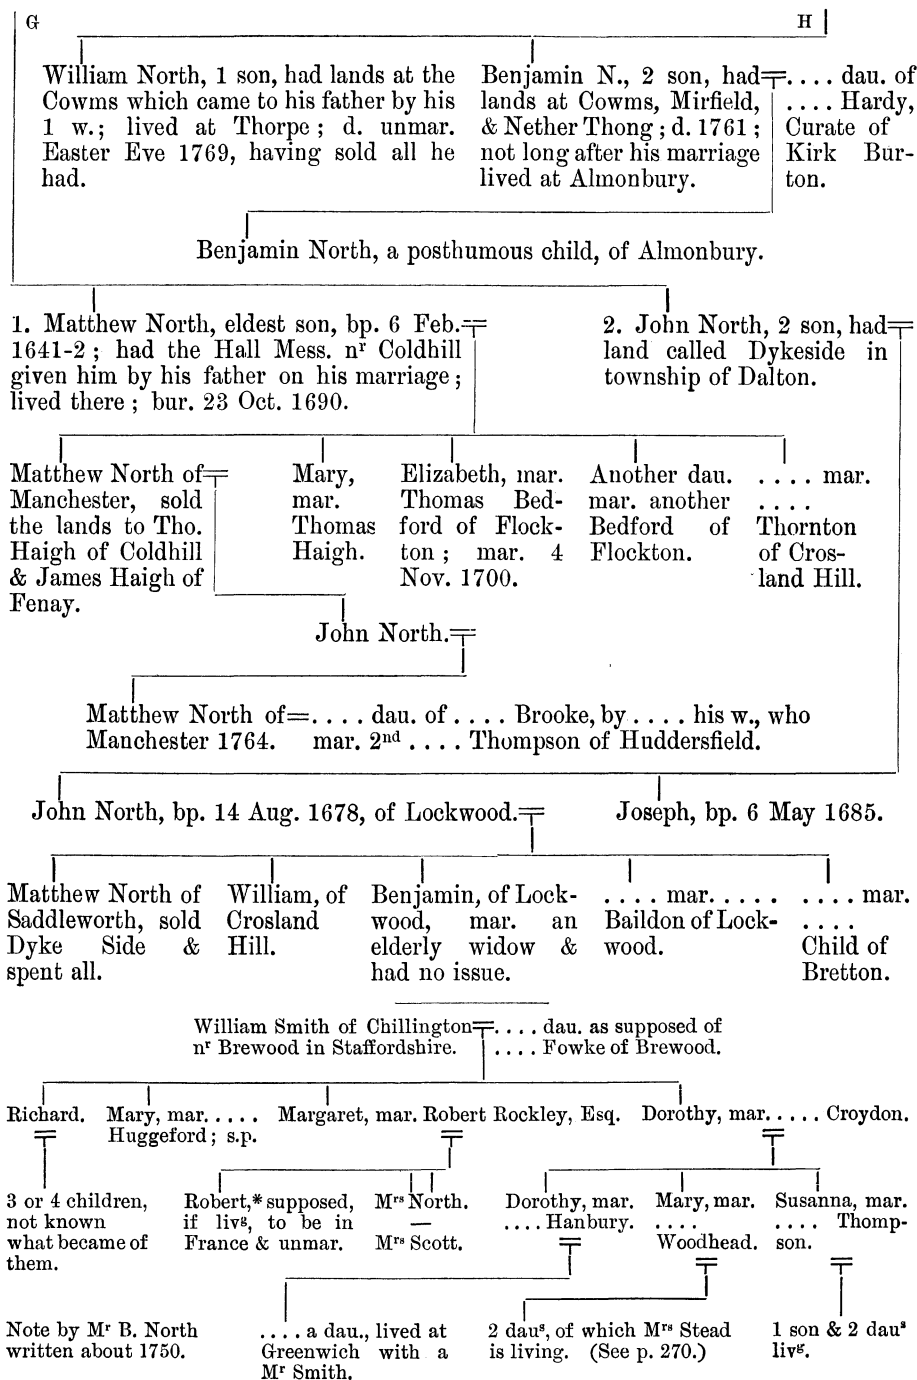 G H
William North, 1 son, had lands at the
Cowms which came to his father by his
1 w.; lived at Thorpe; d. unmar.
Easter Eve 1769, having sold all he
had.
Benjamin N., 2 son, had
lands at Cowms, Mirfield,
& Nether Thong; d. 1761;
not long after his marriage
lived at Almonbury.
.... dau. of
.... Hardy,
Curate of
Kirk Bur-
ton.
Benjamin North, a posthumous child, of Almonbury.
1. Matthew North, eldest son, bp. 6 Feb.
1641-2; had the Hall Mess. nr Coldhill
given him by his father on his marriage;
lived there; bur. 23 Oct. 1690.
2. John North, 2 son, had
land called Dykeside in
township of Dalton.
Matthew North of
Manchester, sold
the lands to Tho.
Haigh of Coldhill
& James Haigh of
Fenay.
Mary,
mar.
Thomas
Haigh.
Elizabeth, mar.
Thomas Bed-
ford of Flock-
ton; mar. 4
Nov. 1700.
Another dau.
mar. another
Bedford of
Flockton.
.... mar.
....
Thornton
of Cros-
land Hill.
John North.
Matthew North of=.... dau. of .... Brooke, by .... his w., who
Manchester 1764. mar. 2nd .... Thompson of Huddersfield.
John North, bp. 14 Aug. 1678, of Lockwood.
Joseph, bp. 6 May 1685.
Matthew North of
Saddleworth, sold
Dyke Side &
spent all.
William, of
Crosland
Hill.
Benjamin, of Lock-
wood, mar. an
elderly widow &
had no issue.
.... mar.....
Baildon of Lock-
wood.
.... mar.
....
Child of
Bretton.
William Smith of Chillington
nr Brewood in Staffordshire.
.... dau. as supposed of
.... Fowke of Brewood.
Richard.
Mary, mar.....
Huggeford; s.p.
Margaret, mar. Robert Rockley, Esq.
Dorothy, mar..... Croydon.
3 or 4 children,
not known
what became of
them.
Robert,* supposed,
if livg, to be in
France & unmar.
Mrs North.
—
Mrs Scott.
Dorothy, mar.
.... Hanbury.
Mary, mar.
....
Woodhead.
Susanna, mar.
.... Thomp-
son.
Note by Mr B. North
written about 1750.
.... a dau., lived at
Greenwich with a
Mr Smith.
2 daus, of which Mrs Stead
is living. (See p. 270.)
1 son & 2 daus
livg.